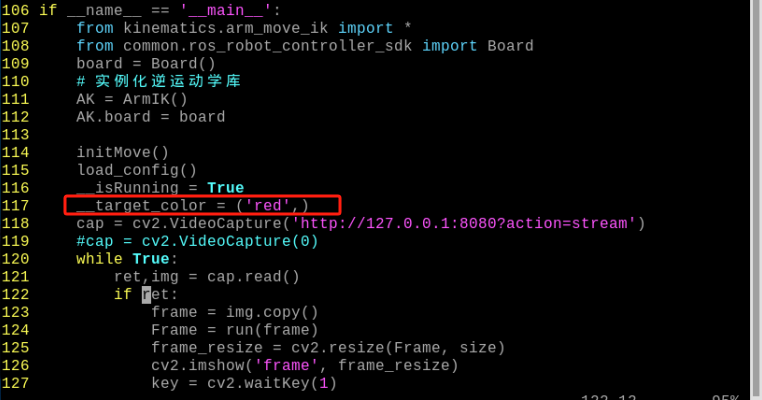 106 if __name__ == '__main__':
107     from kinematics.arm_move_ik import *
108     from common.ros_robot_controller_sdk import Board
109     board = Board()
110     # 实例化逆运动学库
111     AK = ArmIK()
112     AK.board = board
113
114     initMove()
115     load_config()
116     __isRunning = True
117     __target_color = ('red',)
118     cap = cv2.VideoCapture('http://127.0.0.1:8080?action=stream')
119     #cap = cv2.VideoCapture(0)
120     while True:
121         ret,img = cap.read()
122         if ret:
123             frame = img.copy()
124             Frame = run(frame)
125             frame_resize = cv2.resize(Frame, size)
126             cv2.imshow('frame', frame_resize)
127             key = cv2.waitKey(1)